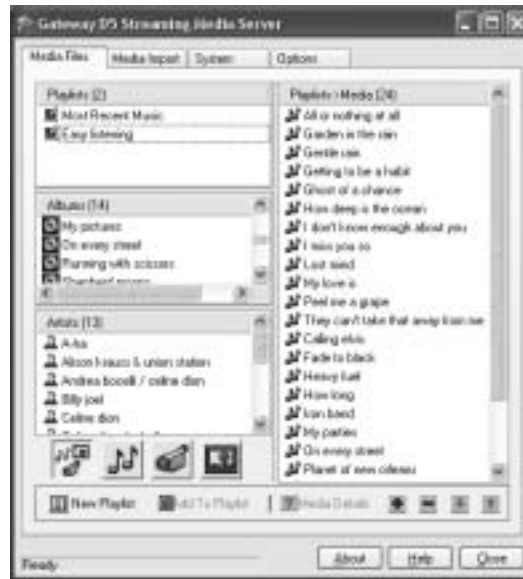 Gateway DS Streaming Media Server
Media Files
Media Import
System
Options
Playlists (2)
Most Recent Music
Easy listening
Albums (14)
My pictures
On every street
Running with scissors
Artists (13)
A-ha
Alison krauss & union station
Andrea bocelli / celine dion
Billy joel
Celine dion
Playlists : Media (24)
All or nothing at all
Garden in the rain
Gentle rain
Getting to be a habit
Ghost of a chance
How deep is the ocean
I don't know enough about you
I miss you so
Lost mind
My love is
Peel me a grape
They can't take that away from me
Calling elvis
Fade to black
Heavy fuel
How long
Iron hand
My parties
On every street
Planet of new orleans
New Playlist
Add To Playlist
Media Details
Ready
About
Help
Close